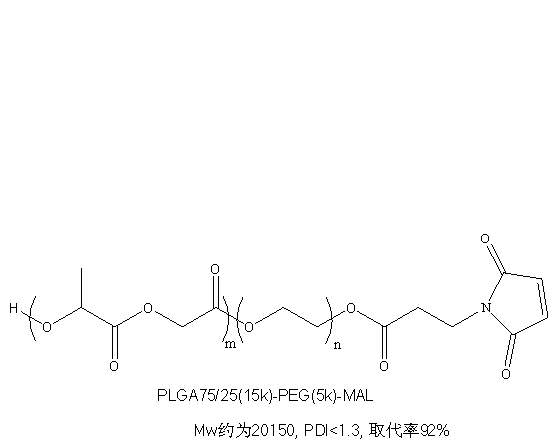 O
O
O
O
O
N
H
O
O
O
m
n
O
O
O
PLGA75/25(15k)-PEG(5k)-MAL
Mw约为20150, PDI<1.3, 取代率92%